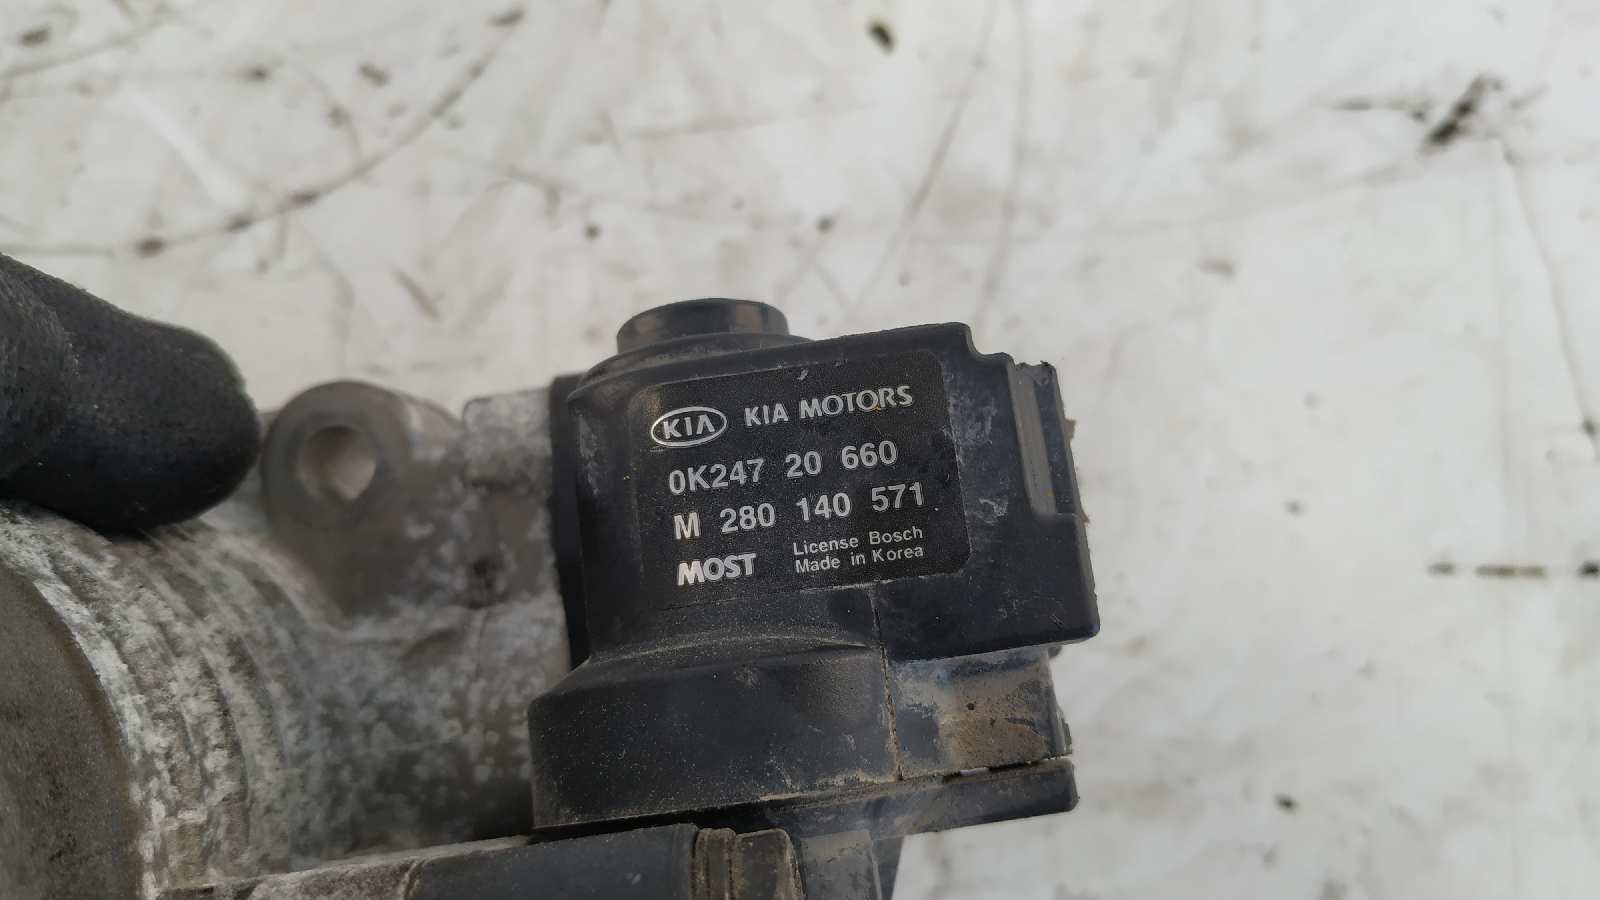 KIA KIA MOTORS
0K247 20 660
M 280 140 571
MOST License Bosch
Made in Korea